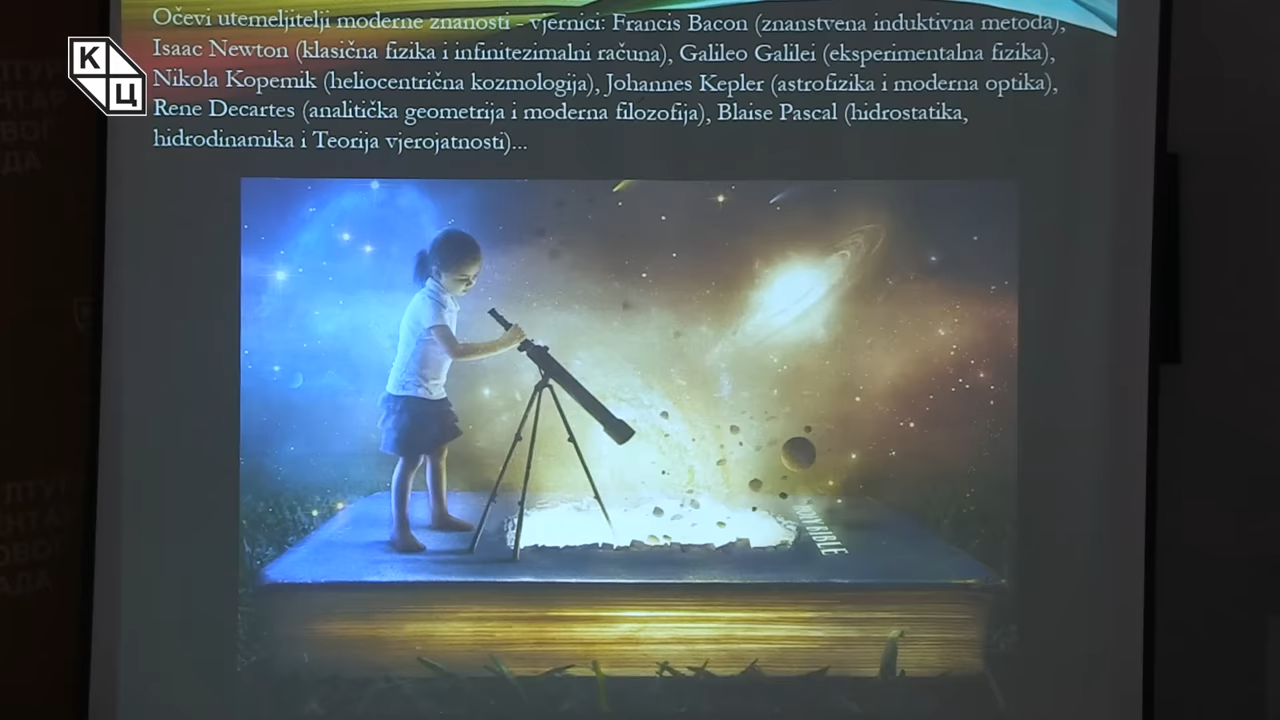 Očevi utemeljitelji moderne znanosti - vjernici: Francis Bacon (znanstvena induktivna metoda),
Isaac Newton (klasična fizika i infinitezimalni računa), Galileo Galilei (eksperimentalna fizika),
Nikola Kopernik (heliocentrična kozmologija), Johannes Kepler (astrofizika i moderna optika),
Rene Decartes (analitička geometrija i moderna filozofija), Blaise Pascal (hidrostatika,
hidrodinamika i Teorija vjerojatnosti)...
К
Ц
HOLY BIBLE